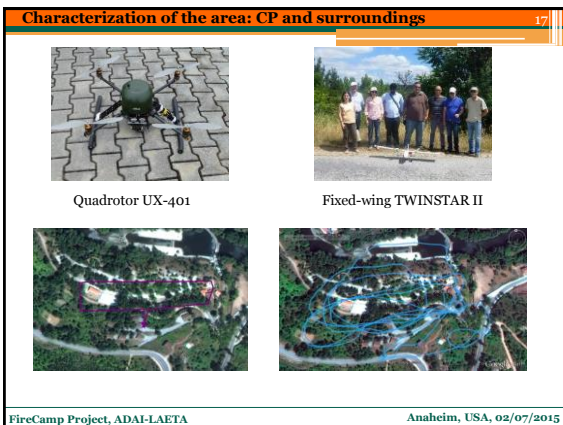 Characterization of the area: CP and surroundings 17
Quadrotor UX-401 Fixed-wing TWINSTAR II
FireCamp Project, ADAI-LAETA Anaheim, USA, 02/07/2015